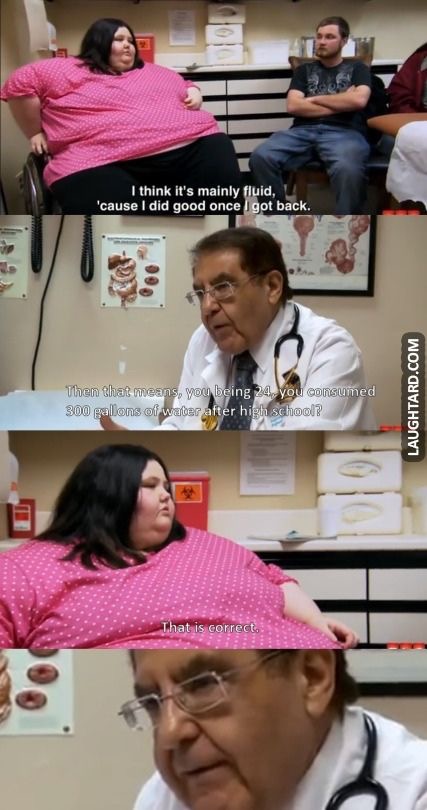 I think it's mainly fluid,
'cause I did good once I got back.
Then that means, you being 24, you consumed
300 gallons of water after high school?
LAUGHTARD.COM
That is correct.